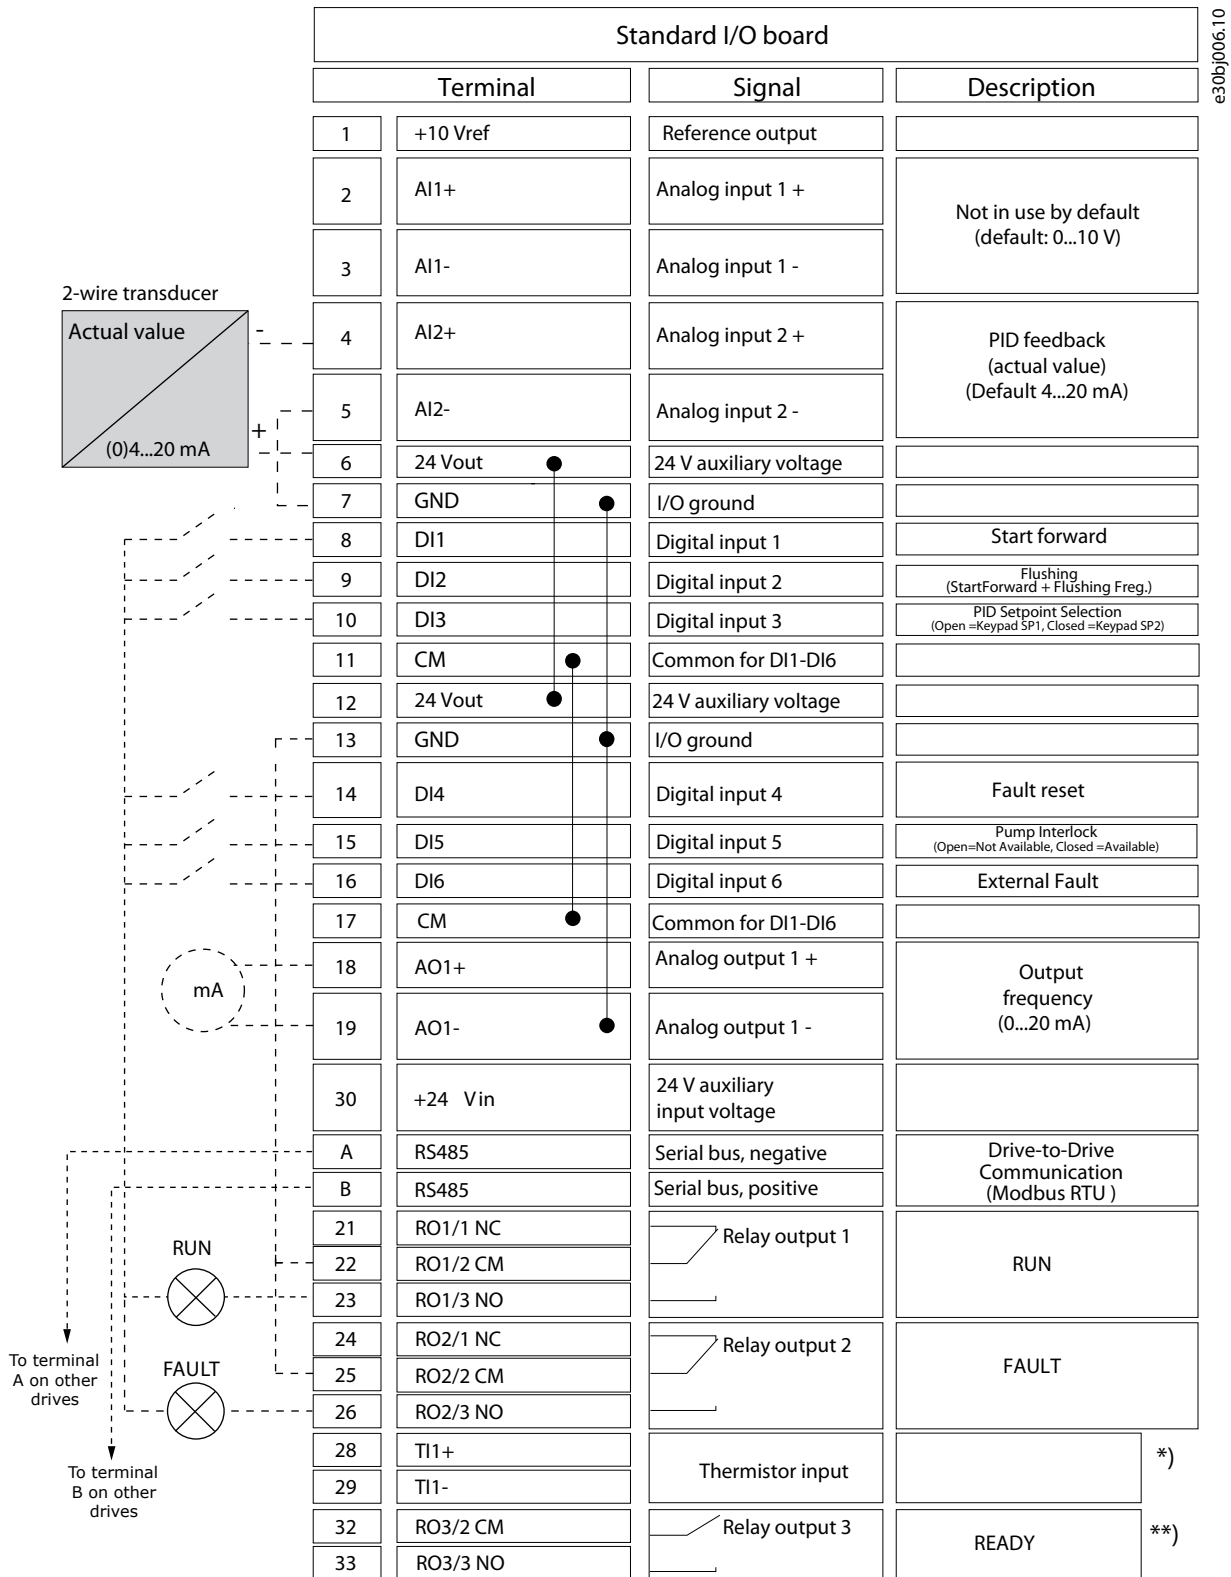 e30bj006.10
Standard I/O board
Terminal Signal Description
1 +10 Vref Reference output
2 AI1+ Analog input 1 +
Not in use by default
(default: 0...10 V)
3 AI1- Analog input 1 -
2-wire transducer
Actual value
-
4 AI2+ Analog input 2 +
PID feedback
(actual value)
(Default 4...20 mA)
5 AI2- Analog input 2 -
+
(0)4...20 mA
6 24 Vout 24 V auxiliary voltage
7 GND I/O ground
8 DI1 Digital input 1 Start forward
9 DI2 Digital input 2 Flushing
(StartForward + Flushing Freg.)
10 DI3 Digital input 3 PID Setpoint Selection
(Open =Keypad SP1, Closed =Keypad SP2)
11 CM Common for DI1-DI6
12 24 Vout 24 V auxiliary voltage
13 GND I/O ground
14 DI4 Digital input 4 Fault reset
15 DI5 Digital input 5 Pump Interlock
(Open=Not Available, Closed =Available)
16 DI6 Digital input 6 External Fault
17 CM Common for DI1-DI6
18 AO1+ Analog output 1 +
mA
Output
frequency
(0...20 mA)
19 AO1- Analog output 1 -
30 +24 Vin 24 V auxiliary
input voltage
A RS485 Serial bus, negative
B RS485 Serial bus, positive
Drive-to-Drive
Communication
(Modbus RTU )
21 RO1/1 NC Relay output 1
RUN
22 RO1/2 CM RUN
23 RO1/3 NO
24 RO2/1 NC Relay output 2
To terminal
A on other
drives
FAULT
25 RO2/2 CM FAULT
26 RO2/3 NO
28 TI1+ Thermistor input *)
29 TI1-
To terminal
B on other
drives
32 RO3/2 CM Relay output 3 READY **)
33 RO3/3 NO